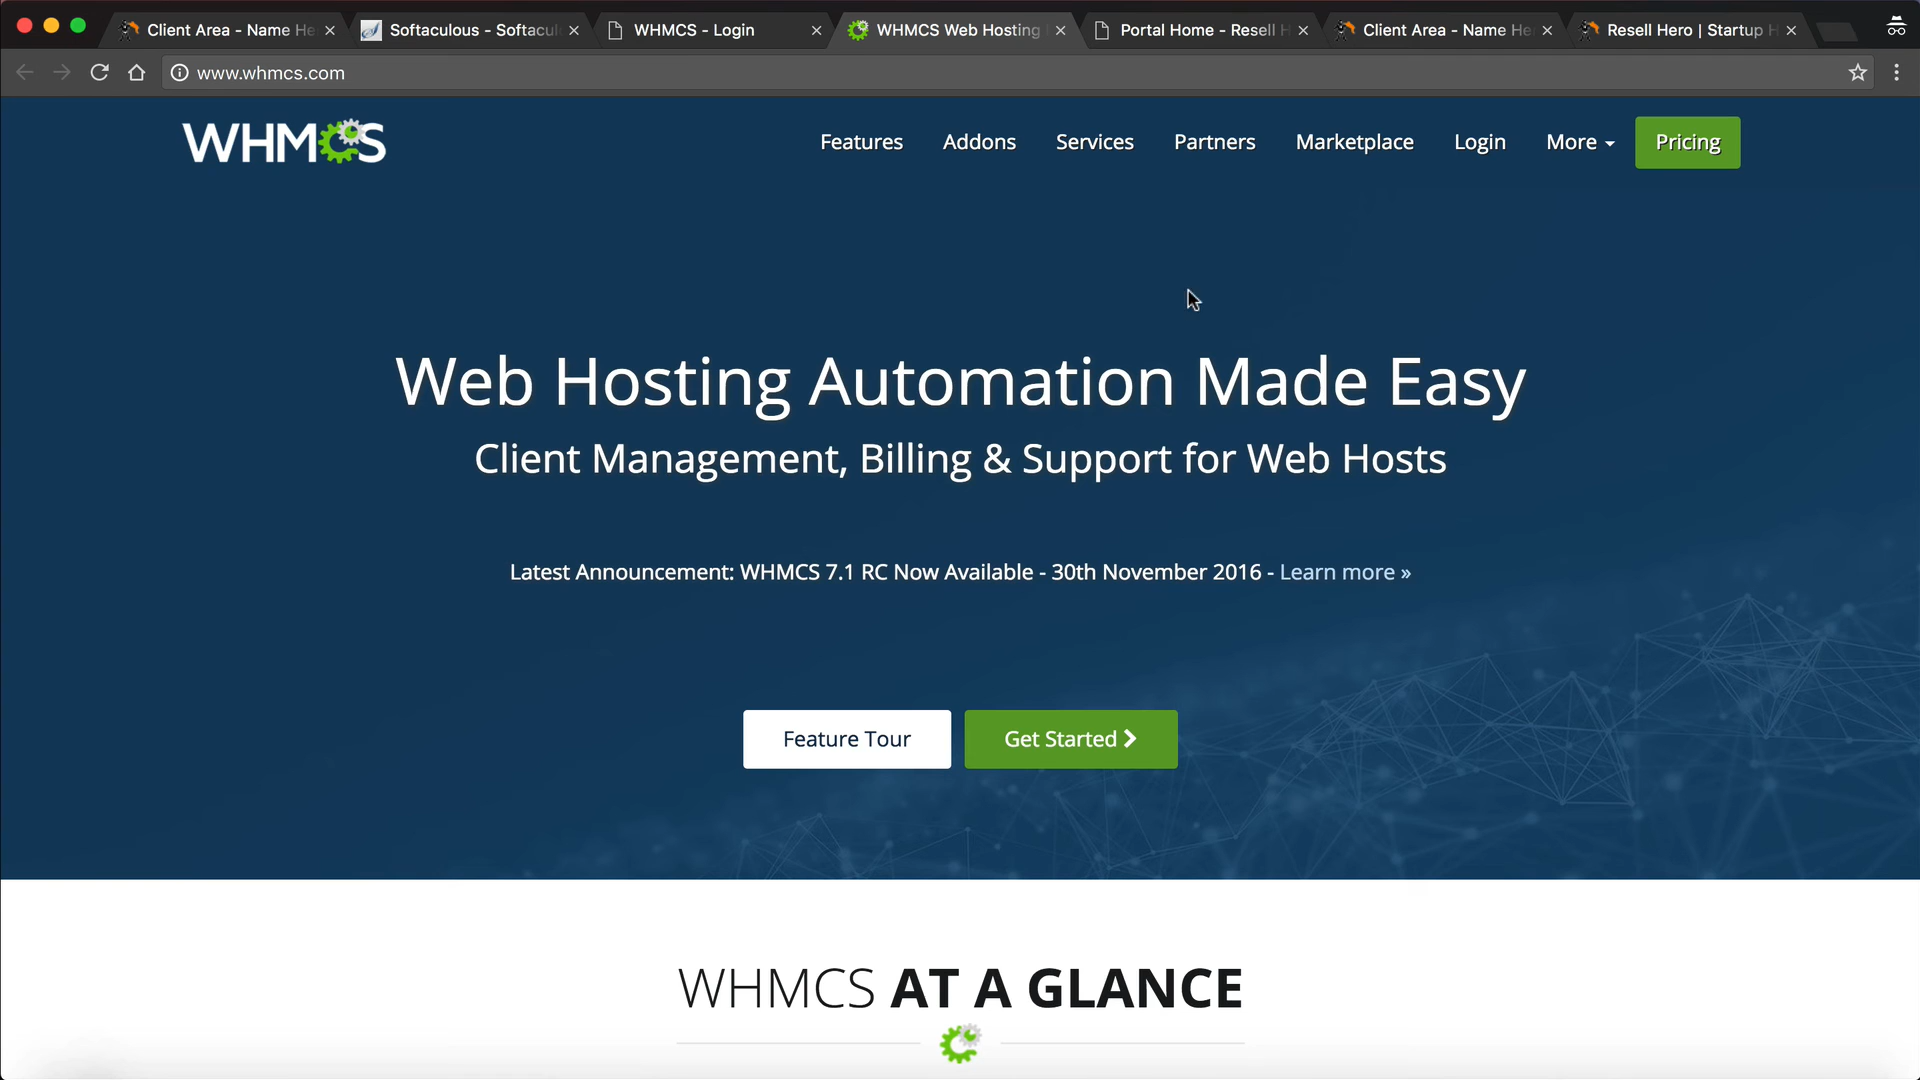 Client Area - Name He
Softaculous - Softacul
WHMCS - Login
WHMCS Web Hosting
Portal Home - Resell H
Client Area - Name He
Resell Hero | Startup H
www.whmcs.com
WHMCS
Features
Addons
Services
Partners
Marketplace
Login
More
Pricing
Web Hosting Automation Made Easy
Client Management, Billing & Support for Web Hosts
Latest Announcement: WHMCS 7.1 RC Now Available - 30th November 2016 - Learn more »
Feature Tour
Get Started
WHMCS AT A GLANCE